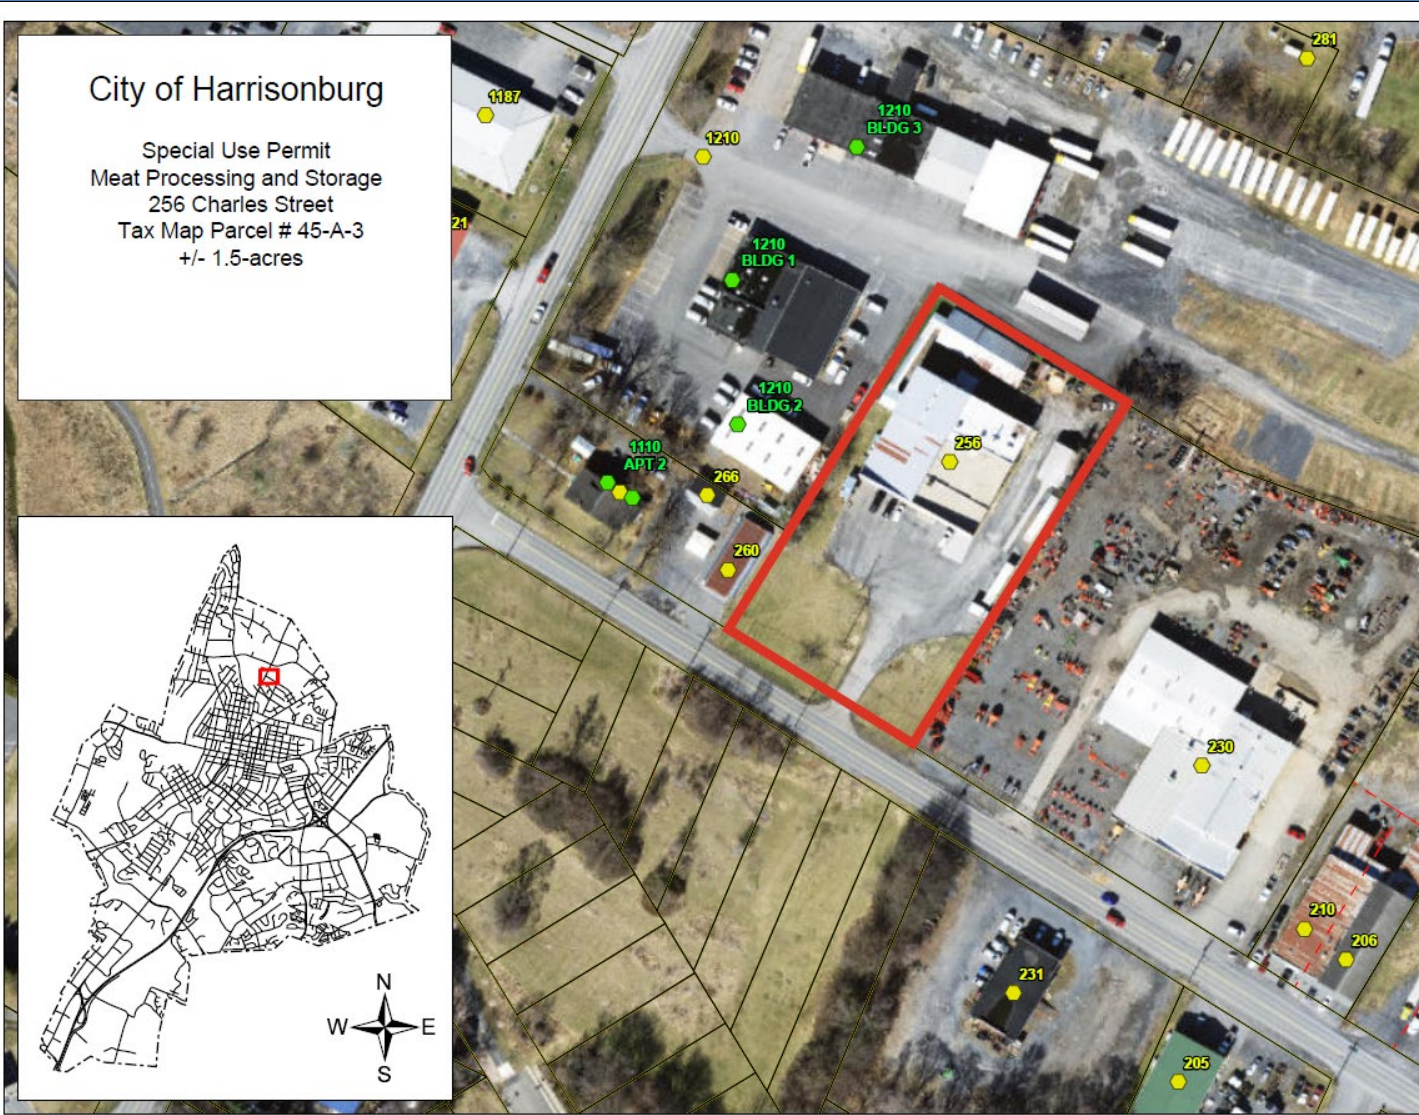 City of Harrisonburg
Special Use Permit
Meat Processing and Storage
256 Charles Street
Tax Map Parcel # 45-A-3
+/- 1.5-acres
281
1187
1210
BLDG 3
1210
21
1210
BLDG 1
1210
BLDG 2
1110
APT 2
256
266
260
230
210
206
231
205
N
W
E
S